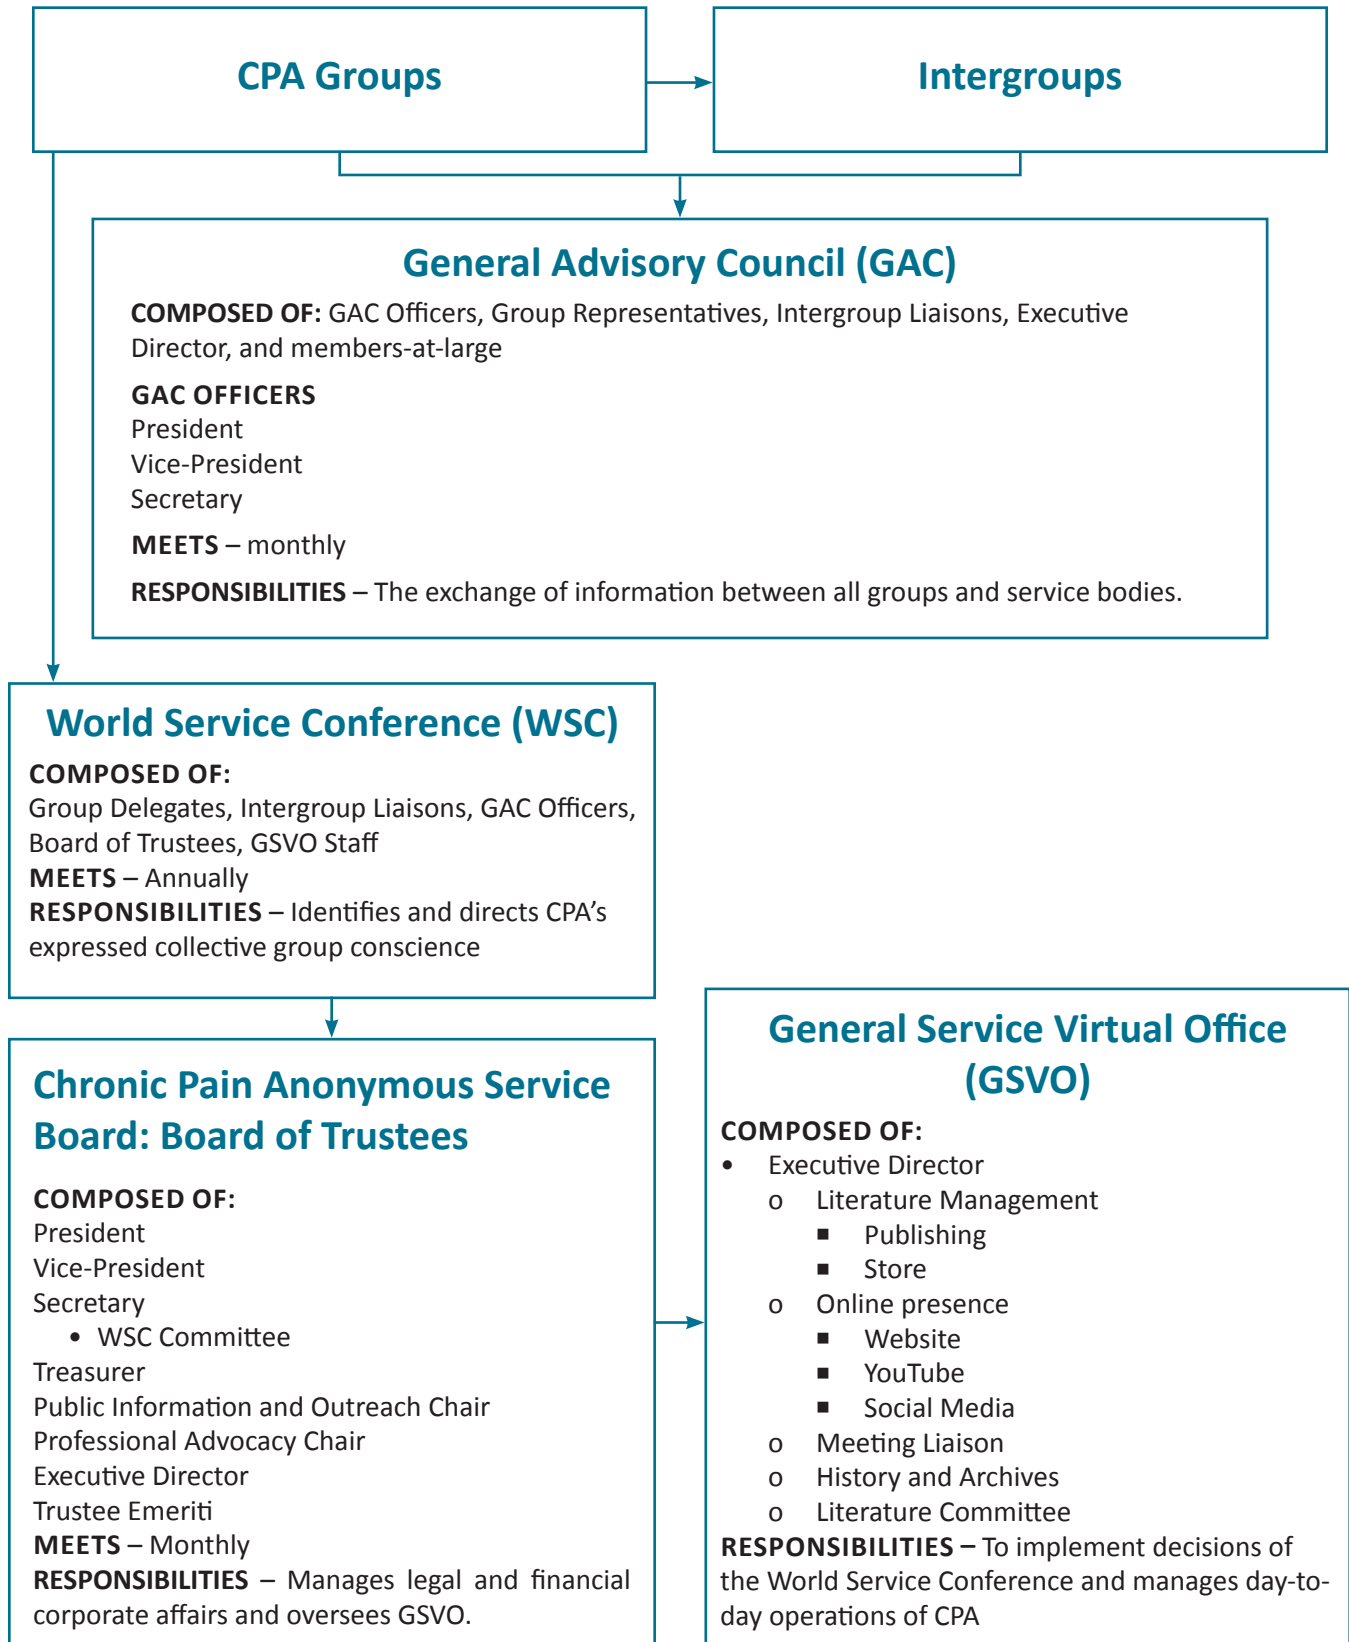 CPA Groups
Intergroups
General Advisory Council (GAC)
COMPOSED OF: GAC Officers, Group Representatives, Intergroup Liaisons, Executive
Director, and members-at-large
GAC OFFICERS
President
Vice-President
Secretary
MEETS – monthly
RESPONSIBILITIES – The exchange of information between all groups and service bodies.
World Service Conference (WSC)
COMPOSED OF:
Group Delegates, Intergroup Liaisons, GAC Officers,
Board of Trustees, GSVO Staff
MEETS – Annually
RESPONSIBILITIES – Identifies and directs CPA’s
expressed collective group conscience
Chronic Pain Anonymous Service
Board: Board of Trustees
COMPOSED OF:
President
Vice-President
Secretary
• WSC Committee
Treasurer
Public Information and Outreach Chair
Professional Advocacy Chair
Executive Director
Trustee Emeriti
MEETS – Monthly
RESPONSIBILITIES – Manages legal and financial
corporate affairs and oversees GSVO.
General Service Virtual Office
(GSVO)
COMPOSED OF:
• Executive Director
o Literature Management
▪ Publishing
▪ Store
o Online presence
▪ Website
▪ YouTube
▪ Social Media
o Meeting Liaison
o History and Archives
o Literature Committee
RESPONSIBILITIES – To implement decisions of
the World Service Conference and manages day-to-
day operations of CPA